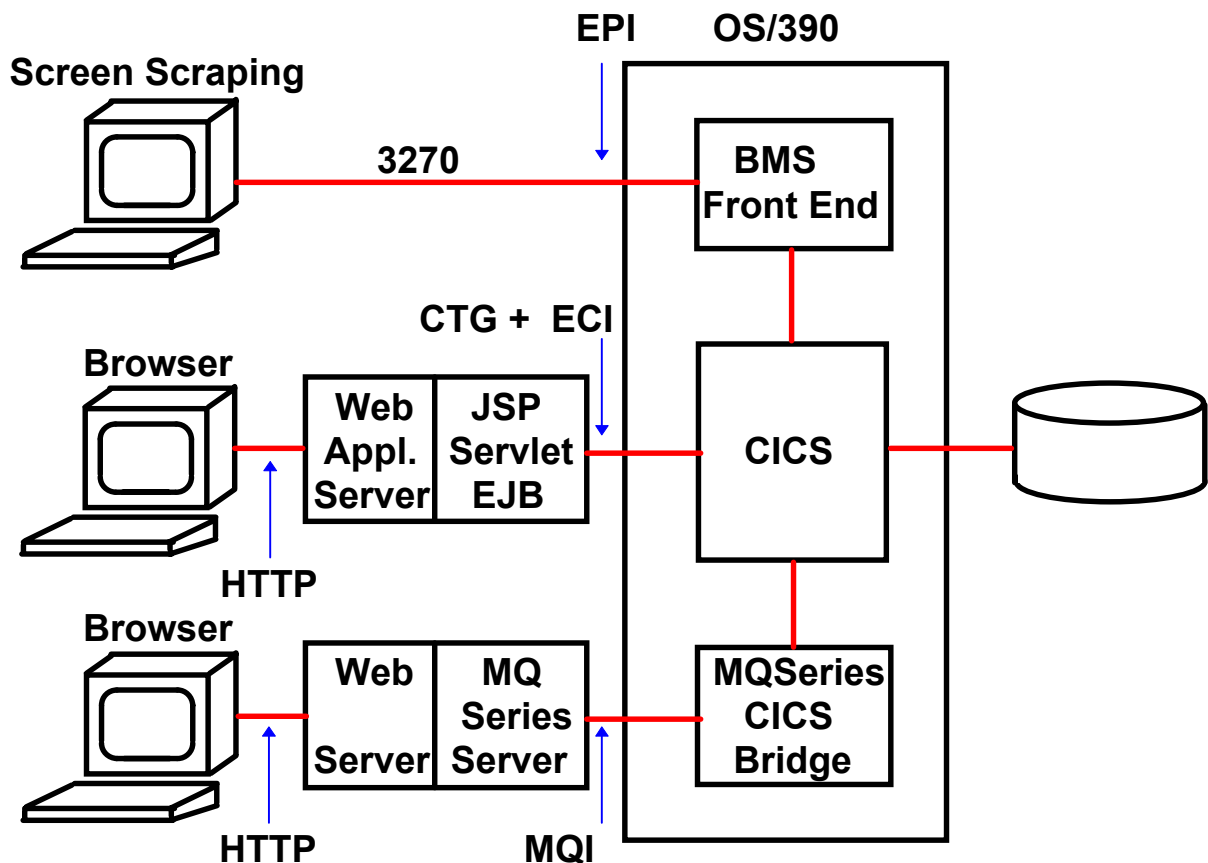 EPI
OS/390
Screen Scraping
3270
BMS
Front End
CTG + ECI
Browser
Web
Appl.
Server
JSP
Servlet
EJB
CICS
HTTP
Browser
Web
Server
MQ
Series
Server
MQSeries
CICS
Bridge
HTTP
MQI